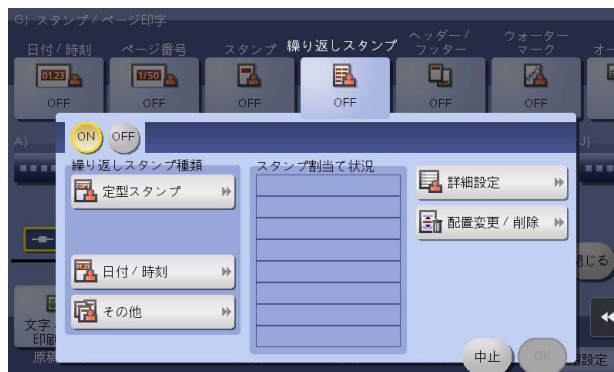 G) スタンプ / ページ印字
日付 / 時刻
ページ番号
スタンプ
繰り返しスタンプ
ヘッダー /
フッター
ウォーター
マーク
オー
01.23
1/50
OFF
OFF
OFF
OFF
OFF
OFF
A)
J)
ON
OFF
繰り返しスタンプ種類
スタンプ割当て状況
定型スタンプ
詳細設定
配置変更 / 削除
日付 / 時刻
その他
閉じる
文字
印刷
原稿
中止
OK
設定